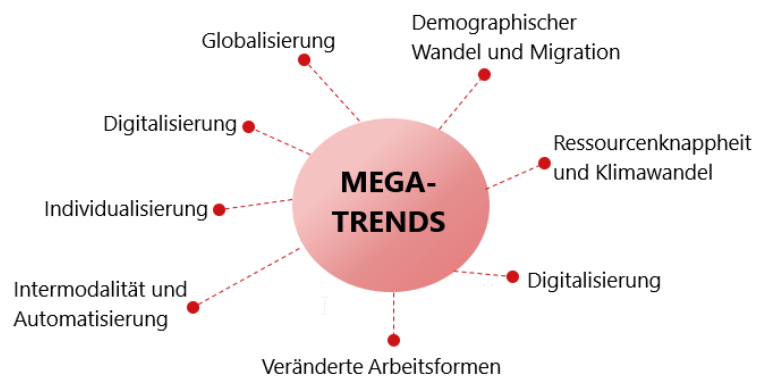 Demographischer
Wandel und Migration
Globalisierung
Digitalisierung
Ressourcenknappheit
und Klimawandel
MEGA-
TRENDS
Individualisierung
Digitalisierung
Intermodalität und
Automatisierung
Veränderte Arbeitsformen